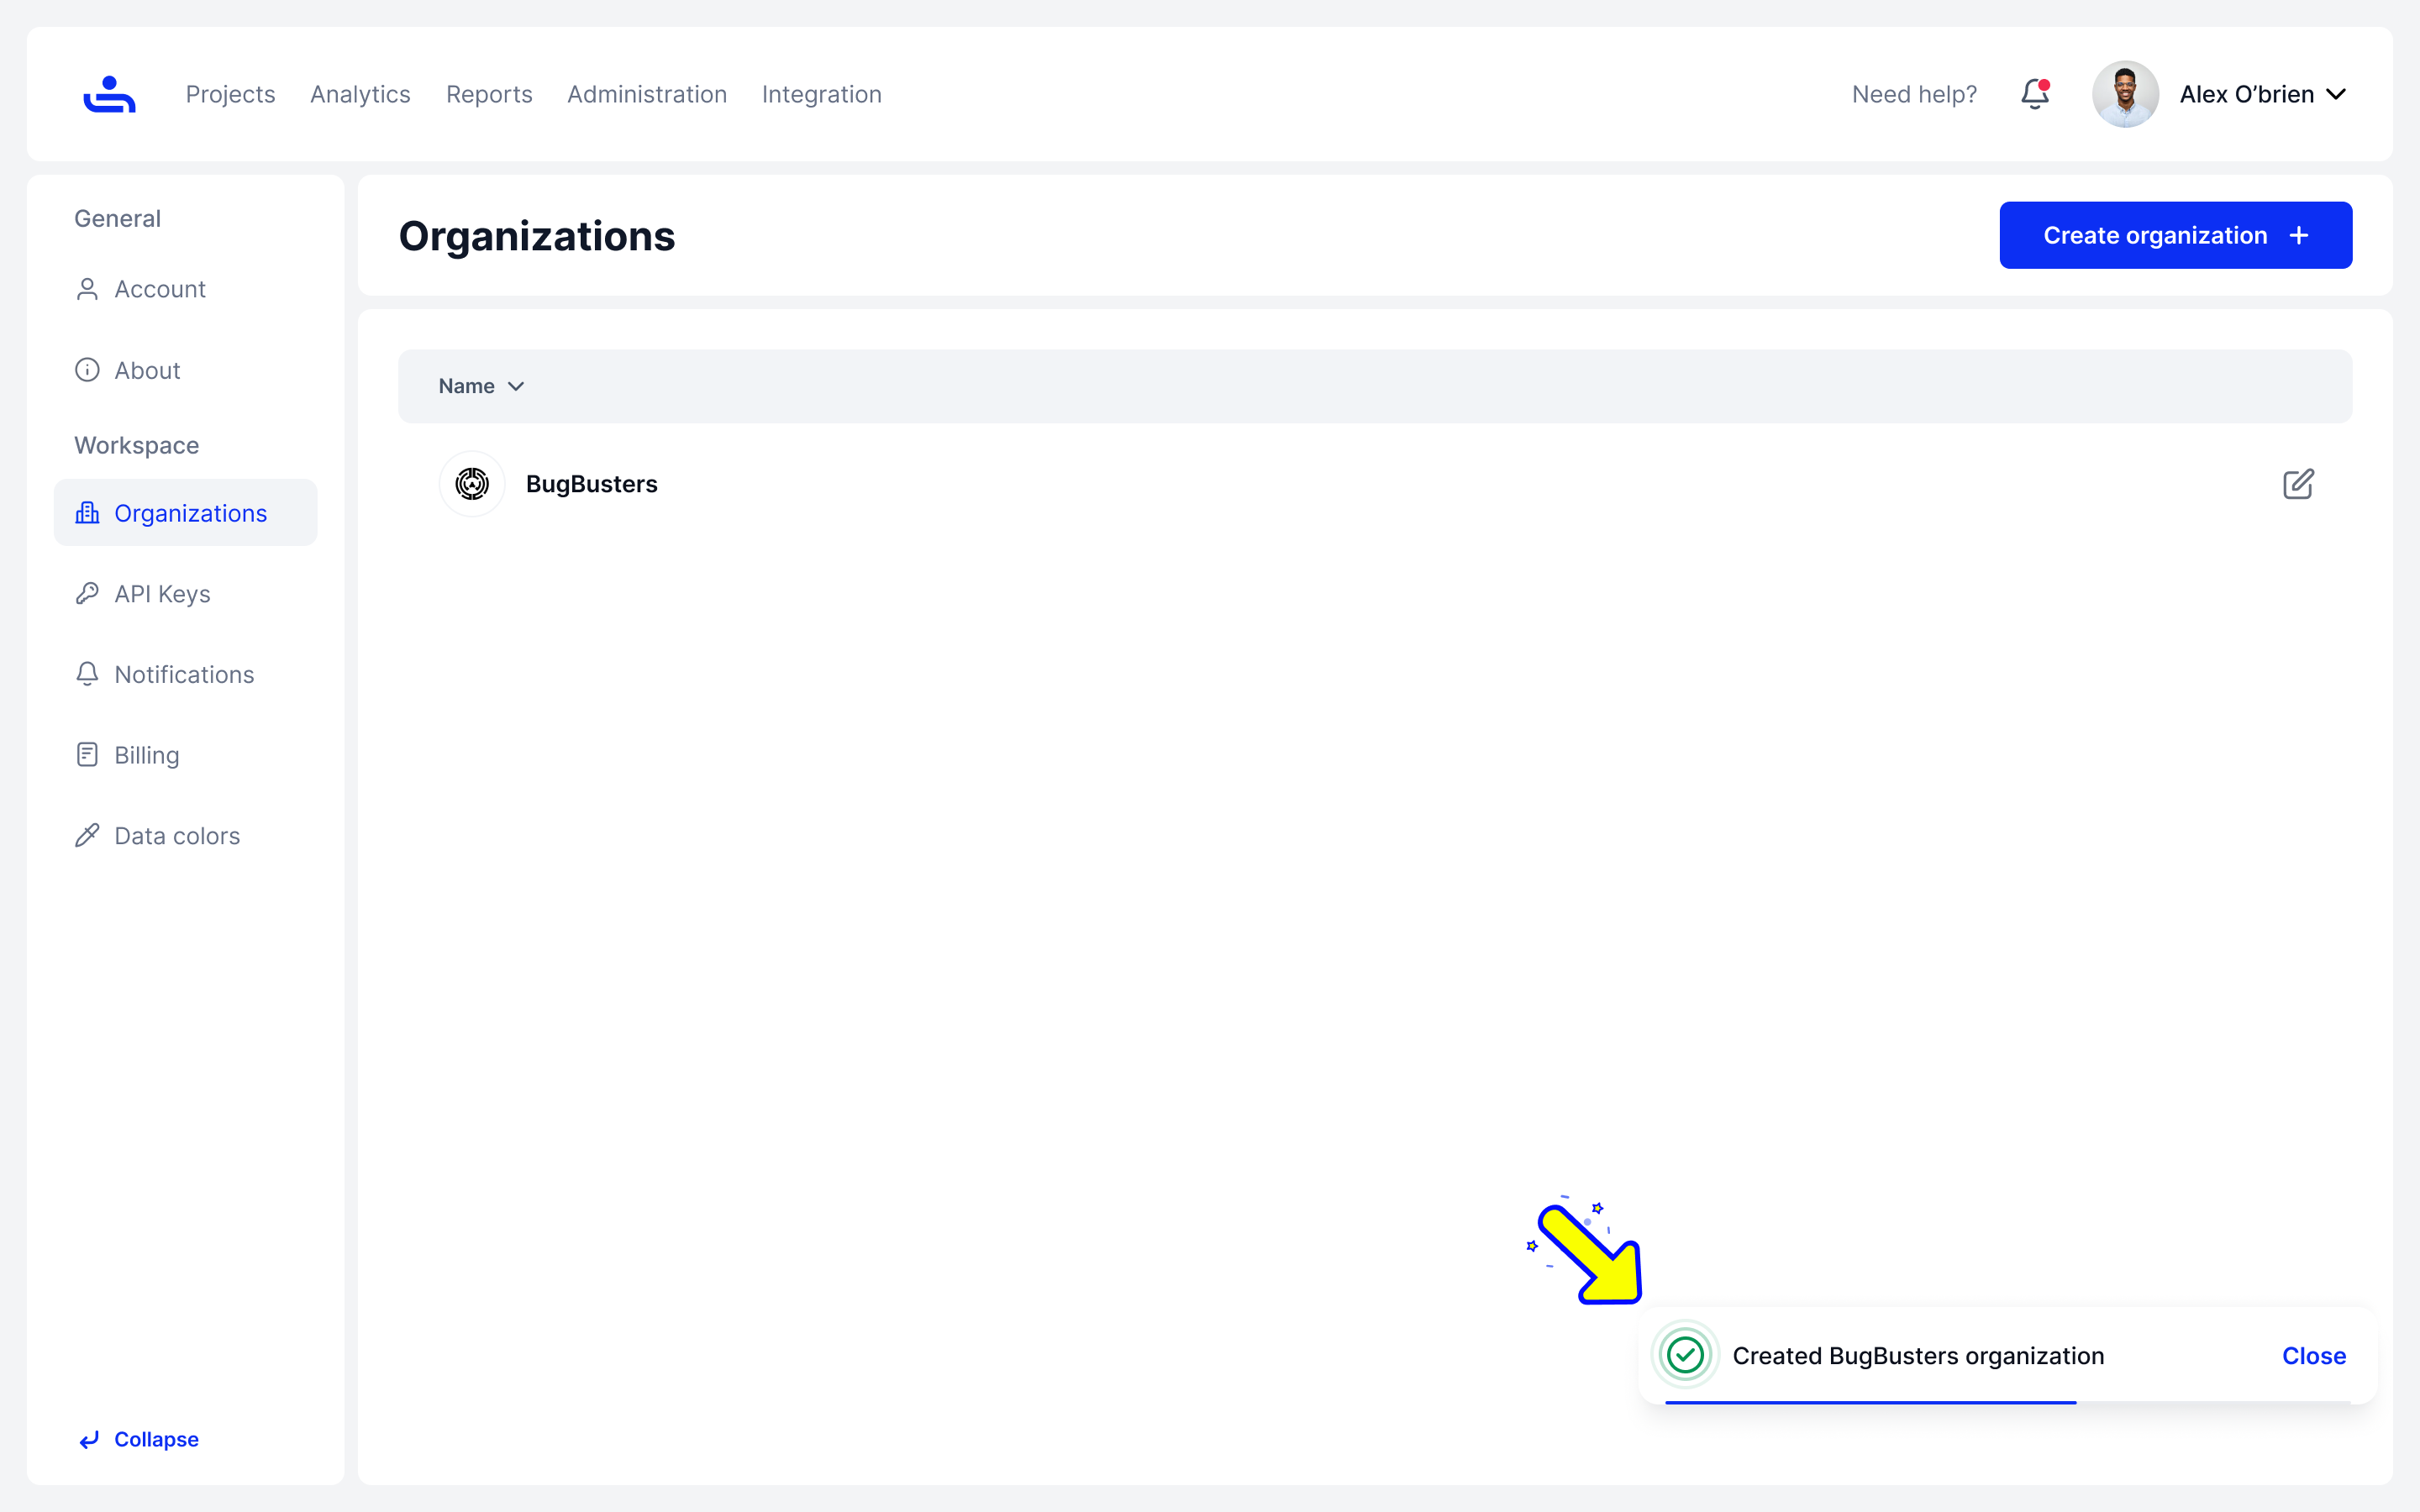 Projects Analytics Reports Administration Integration Need help? Alex O’brien
General
Account
About
Workspace
Organizations
API Keys
Notifications
Billing
Data colors
Collapse
Organizations
Create organization
Name
BugBusters
Created BugBusters organization Close